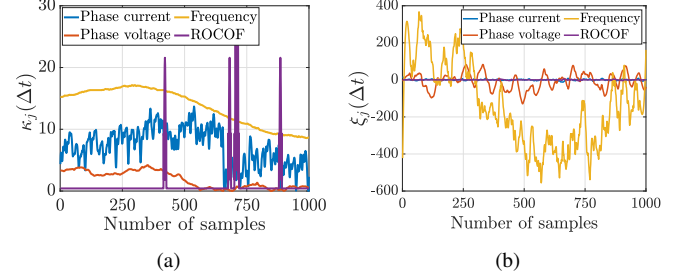 30
20
10
0
κ_j(Δt)
Phase current
Frequency
Phase voltage
ROCOF
0 250 500 750 1000
Number of samples
(a)
400
200
0
-200
-400
-600
ξ_j(Δt)
Phase current
Frequency
Phase voltage
ROCOF
0 250 500 750 1000
Number of samples
(b)